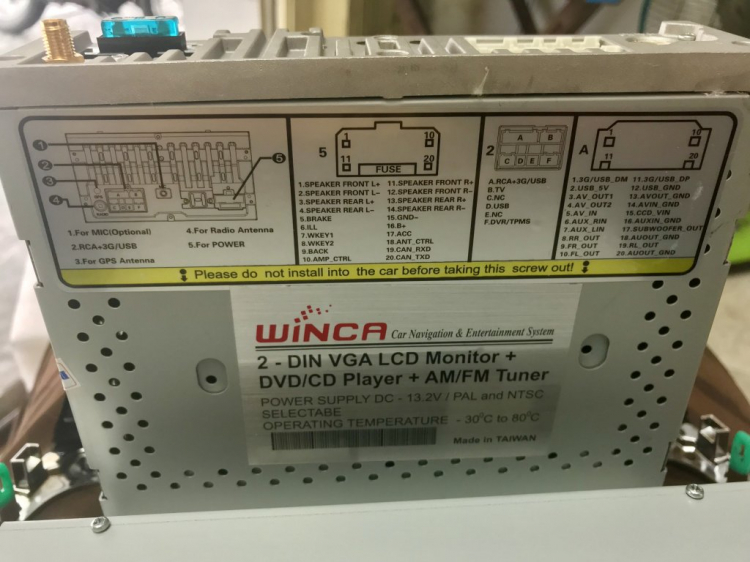 1
2
3
4
5
1.For MIC(Optional)
4.For Radio Antenna
2.RCA+3G/USB
5.For POWER
3.For GPS Antenna
5
1
10
11
20
FUSE
1.SPEAKER FRONT L+ 11.SPEAKER FRONT R+
2.SPEAKER FRONT L- 12.SPEAKER FRONT R-
3.SPEAKER REAR L+ 13.SPEAKER REAR R+
4.SPEAKER REAR L- 14.SPEAKER REAR R-
5.BRAKE 15.GND-
6.ILL 16.B+
7.WKEY1 17.ACC
8.WKEY2 18.ANT_CTRL
9.BACK 19.CAN_RXD
10.AMP_CTRL 20.CAN_TXD
2
A B
C D E F
A.RCA+3G/USB
B.TV
C.NC
D.USB
E.NC
F.DVR/TPMS
A
1
10
11
20
1.3G/USB_DM 11.3G/USB_DP
2.USB 5V 12.USB_GND
3.AV_OUT1 13.AVOUT_GND
4.AV_OUT2 14.AVIN_GND
5.AV_IN 15.CCD_VIN
6.AUX_RIN 16.AUXIN_GND
7.AUX_LIN 17.SUBWOOFER_OUT
8.RR_OUT 18.AUOUT_GND
9.FR_OUT 19.RL_OUT
10.FL_OUT 20.AUOUT_GND
Please do not install into the car before taking this screw out!
WINCA Car Navigation & Entertainment System
2 - DIN VGA LCD Monitor +
DVD/CD Player + AM/FM Tuner
POWER SUPPLY DC - 13.2V / PAL and NTSC
SELECTABE
OPERATING TEMPERATURE - 30°C to 80°C
Made in TAIWAN